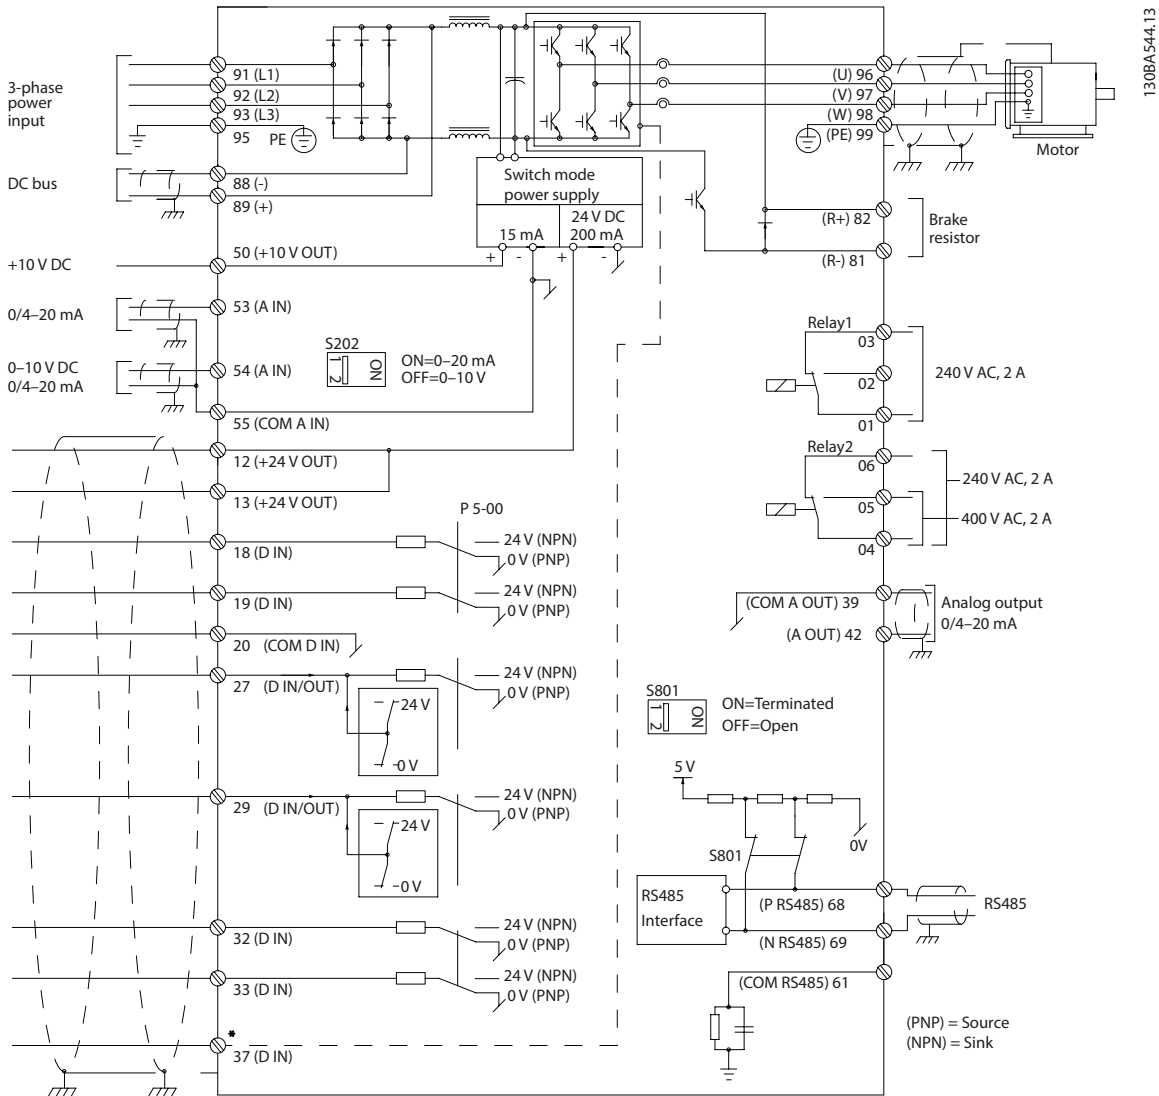 130BA544.13
3-phase
power
input
91 (L1)
92 (L2)
93 (L3)
95
PE
DC bus
88 (-)
89 (+)
+10 V DC
50 (+10 V OUT)
0/4–20 mA
53 (A IN)
0–10 V DC
0/4–20 mA
54 (A IN)
55 (COM A IN)
S202
1 2
ON
ON=0–20 mA
OFF=0–10 V
Switch mode
power supply
24 V DC
15 mA
200 mA
+ - + -
(U) 96
(V) 97
(W) 98
(PE) 99
Motor
(R+) 82
(R-) 81
Brake
resistor
Relay1
03
02
01
240 V AC, 2 A
Relay2
06
05
04
240 V AC, 2 A
400 V AC, 2 A
12 (+24 V OUT)
13 (+24 V OUT)
P 5-00
18 (D IN)
24 V (NPN)
0 V (PNP)
19 (D IN)
24 V (NPN)
0 V (PNP)
20 (COM D IN)
27 (D IN/OUT)
24 V (NPN)
0 V (PNP)
24 V
0 V
29 (D IN/OUT)
24 V (NPN)
0 V (PNP)
24 V
0 V
32 (D IN)
24 V (NPN)
0 V (PNP)
33 (D IN)
24 V (NPN)
0 V (PNP)
*
37 (D IN)
(COM A OUT) 39
(A OUT) 42
Analog output
0/4–20 mA
S801
1 2
ON
ON=Terminated
OFF=Open
5 V
0V
S801
RS485
Interface
(P RS485) 68
(N RS485) 69
RS485
(COM RS485) 61
(PNP) = Source
(NPN) = Sink